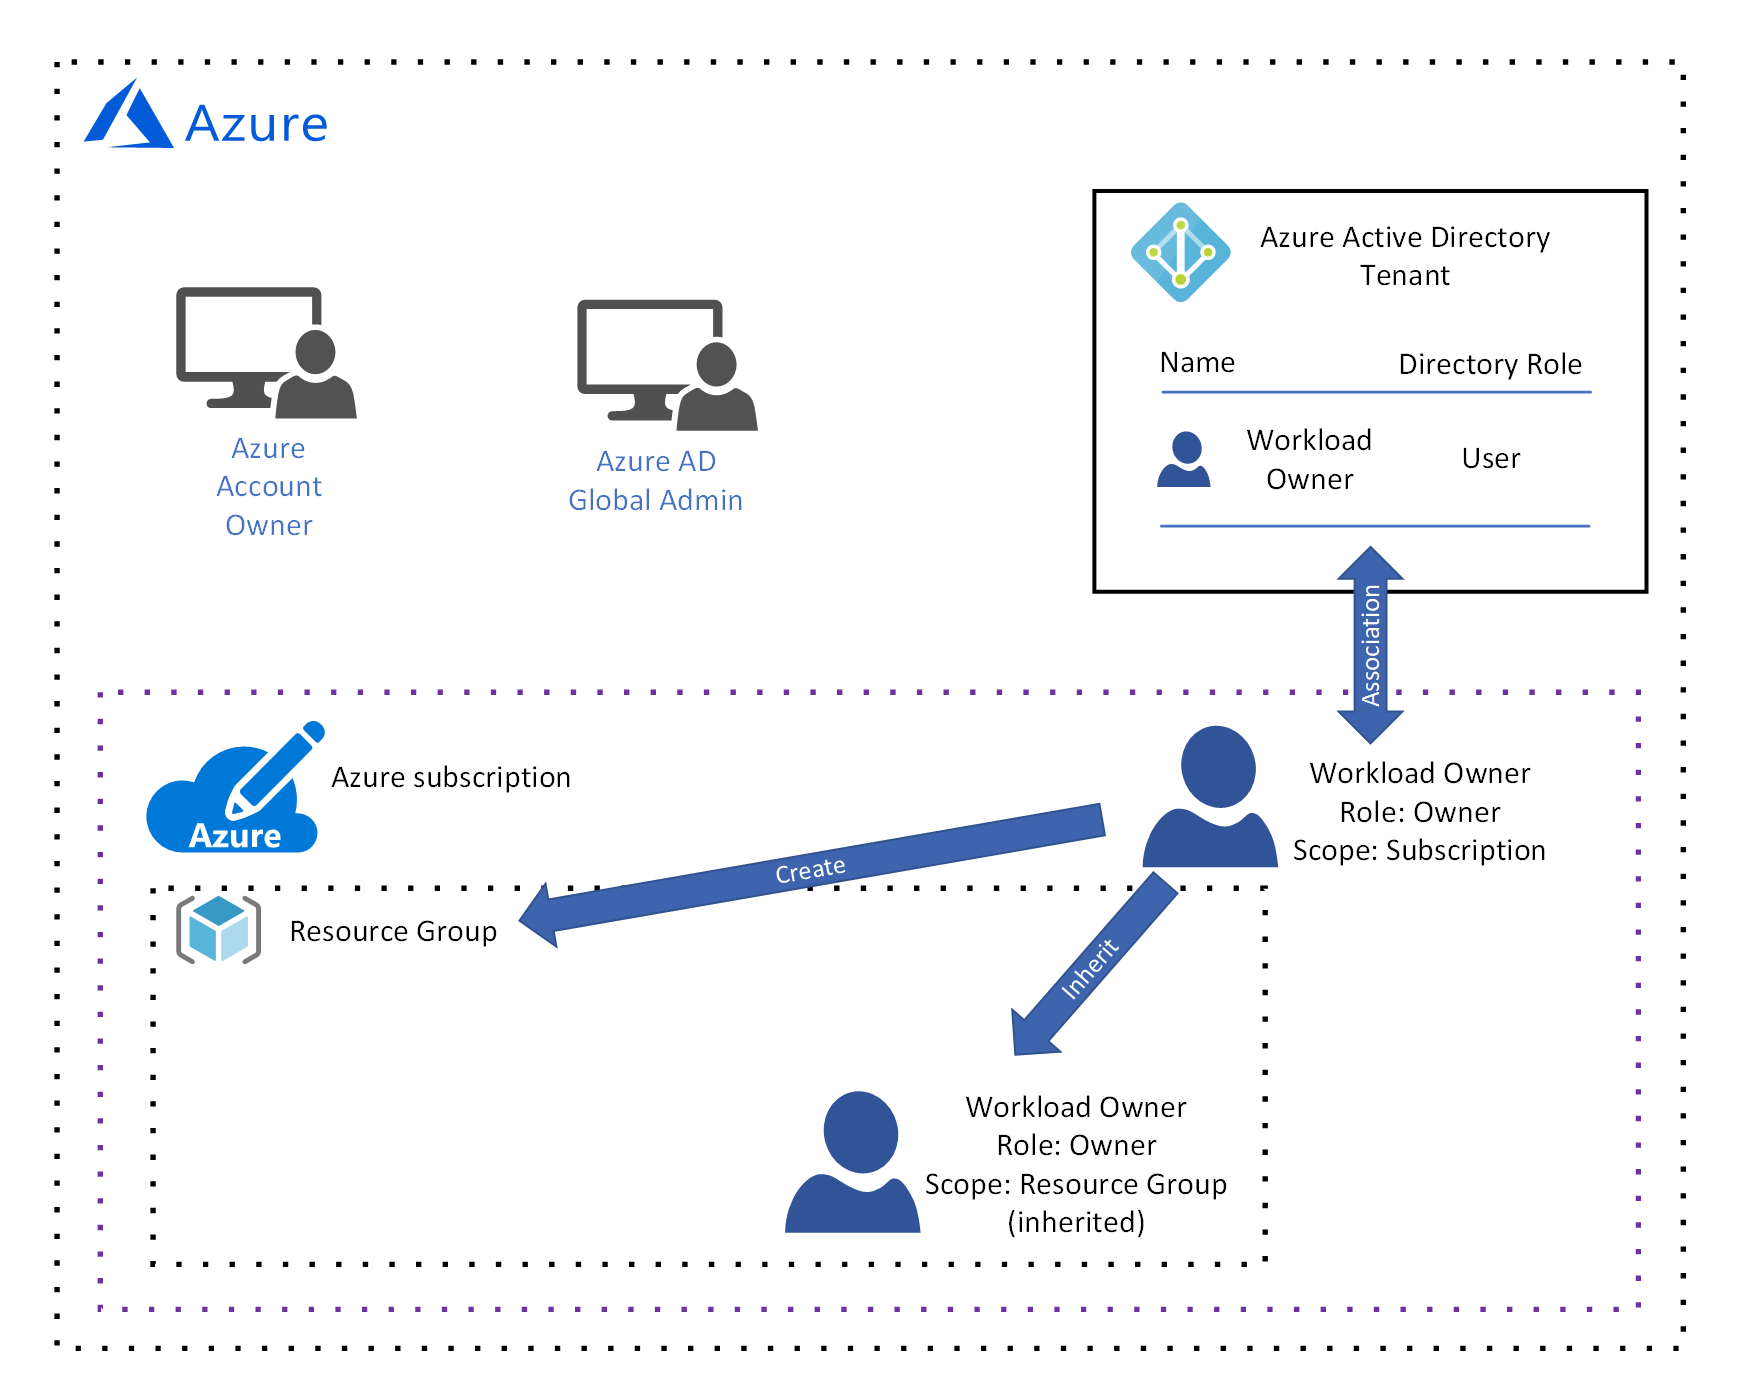 Azure
Azure Active Directory
Tenant
Name
Directory Role
Workload
Owner
User
Azure
Account
Owner
Azure AD
Global Admin
Association
Azure subscription
Azure
Workload Owner
Role: Owner
Scope: Subscription
Create
Resource Group
Inherit
Workload Owner
Role: Owner
Scope: Resource Group
(inherited)